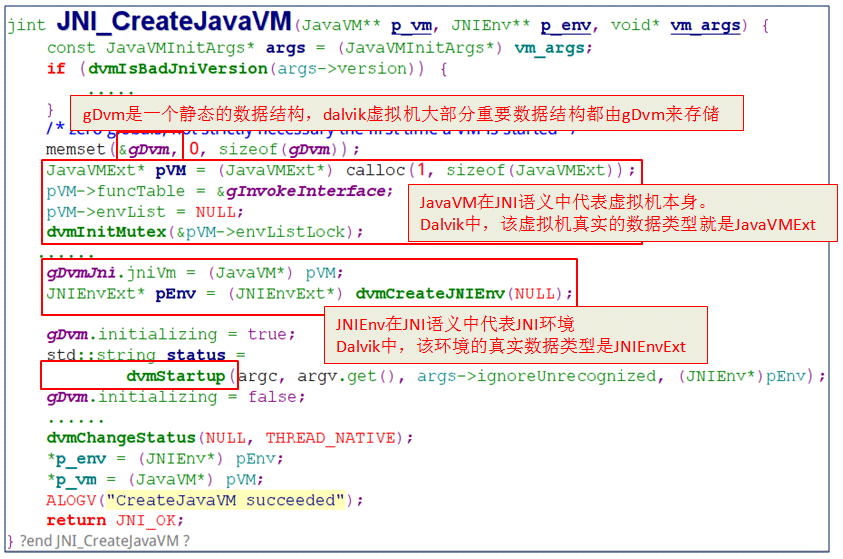 jint JNI_CreateJavaVM(JavaVM** p_vm, JNIEnv** p_env, void* vm_args) {
const JavaVMInitArgs* args = (JavaVMInitArgs*) vm_args;
if (dvmIsBadJniVersion(args->version)) {
.....
}
gDvm是一个静态的数据结构，dalvik虚拟机大部分重要数据结构都由gDvm来存储
/* zero globals; not strictly necessary the first time a VM is started */
memset(&gDvm, 0, sizeof(gDvm));
JavaVMExt* pVM = (JavaVMExt*) calloc(1, sizeof(JavaVMExt));
pVM->funcTable = &gInvokeInterface;
pVM->envList = NULL;
dvmInitMutex(&pVM->envListLock);
JavaVM在JNI语义中代表虚拟机本身。
Dalvik中，该虚拟机真实的数据类型就是JavaVMExt
......
gDvmJni.jniVm = (JavaVM*) pVM;
JNIEnvExt* pEnv = (JNIEnvExt*) dvmCreateJNIEnv(NULL);
JNIEnv在JNI语义中代表JNI环境
Dalvik中，该环境的真实数据类型是JNIEnvExt
gDvm.initializing = true;
std::string status =
dvmStartup(argc, argv.get(), args->ignoreUnrecognized, (JNIEnv*)pEnv);
gDvm.initializing = false;
......
dvmChangeStatus(NULL, THREAD_NATIVE);
*p_env = (JNIEnv*) pEnv;
*p_vm = (JavaVM*) pVM;
ALOGV("CreateJavaVM succeeded");
return JNI_OK;
} ?end JNI_CreateJavaVM ?